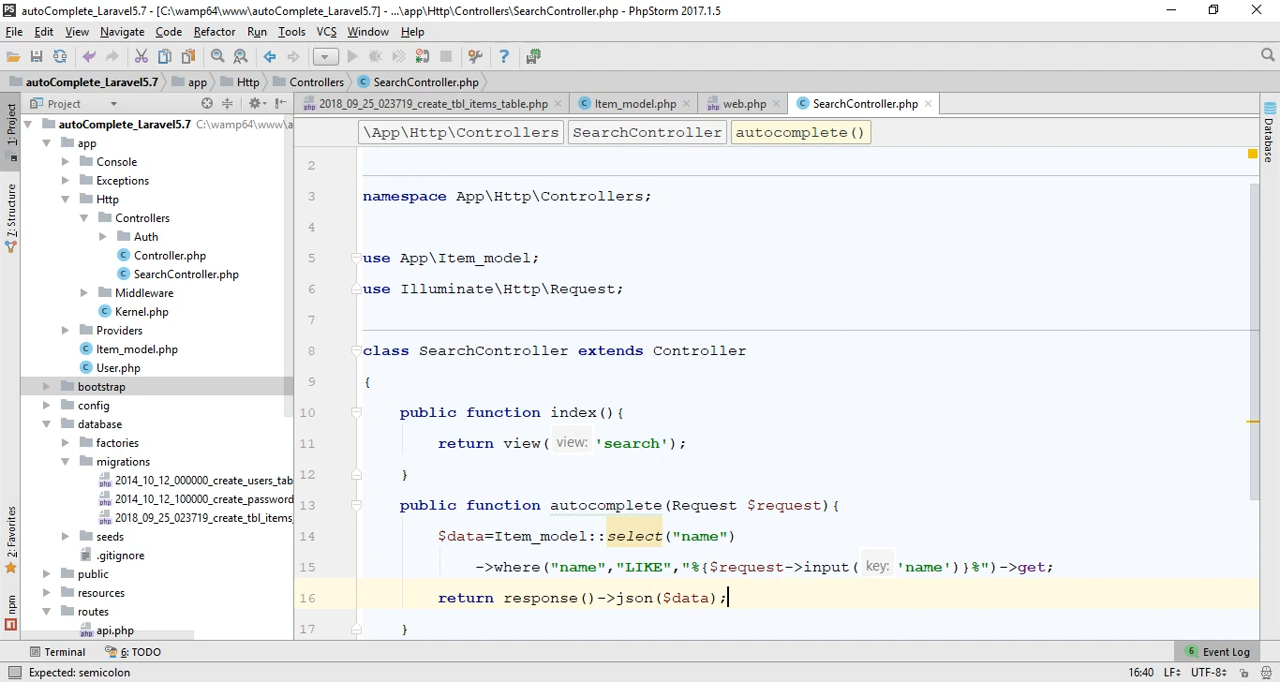 autoComplete_Laravel5.7 - [C:\wamp64\www\autoComplete_Laravel5.7] - ...\app\Http\Controllers\SearchController.php - PhpStorm 2017.1.5
File Edit View Navigate Code Refactor Run Tools VCS Window Help
autoComplete_Laravel5.7 app Http Controllers SearchController.php
Project
2018_09_25_023719_create_tbl_items_table.php Item_model.php web.php SearchController.php
\App\Http\Controllers SearchController autocomplete()
1: Project
7: Structure
2: Favorites
npm
Database
autoComplete_Laravel5.7 C:\wamp64\www\a
app
Console
Exceptions
Http
Controllers
Auth
Controller.php
SearchController.php
Middleware
Kernel.php
Providers
Item_model.php
User.php
bootstrap
config
database
factories
migrations
2014_10_12_000000_create_users_tab
2014_10_12_100000_create_password
2018_09_25_023719_create_tbl_items_
seeds
.gitignore
public
resources
routes
api.php
2
3 namespace App\Http\Controllers;
4
5 use App\Item_model;
6 use Illuminate\Http\Request;
7
8 class SearchController extends Controller
9 {
10 public function index(){
11 return view( view: 'search');
12 }
13 public function autocomplete(Request $request){
14 $data=Item_model::select("name")
15 ->where("name","LIKE","%{$request->input( key: 'name')}%")->get;
16 return response()->json($data);
17 }
Terminal 6: TODO 6 Event Log
Expected: semicolon 16:40 LF UTF-8